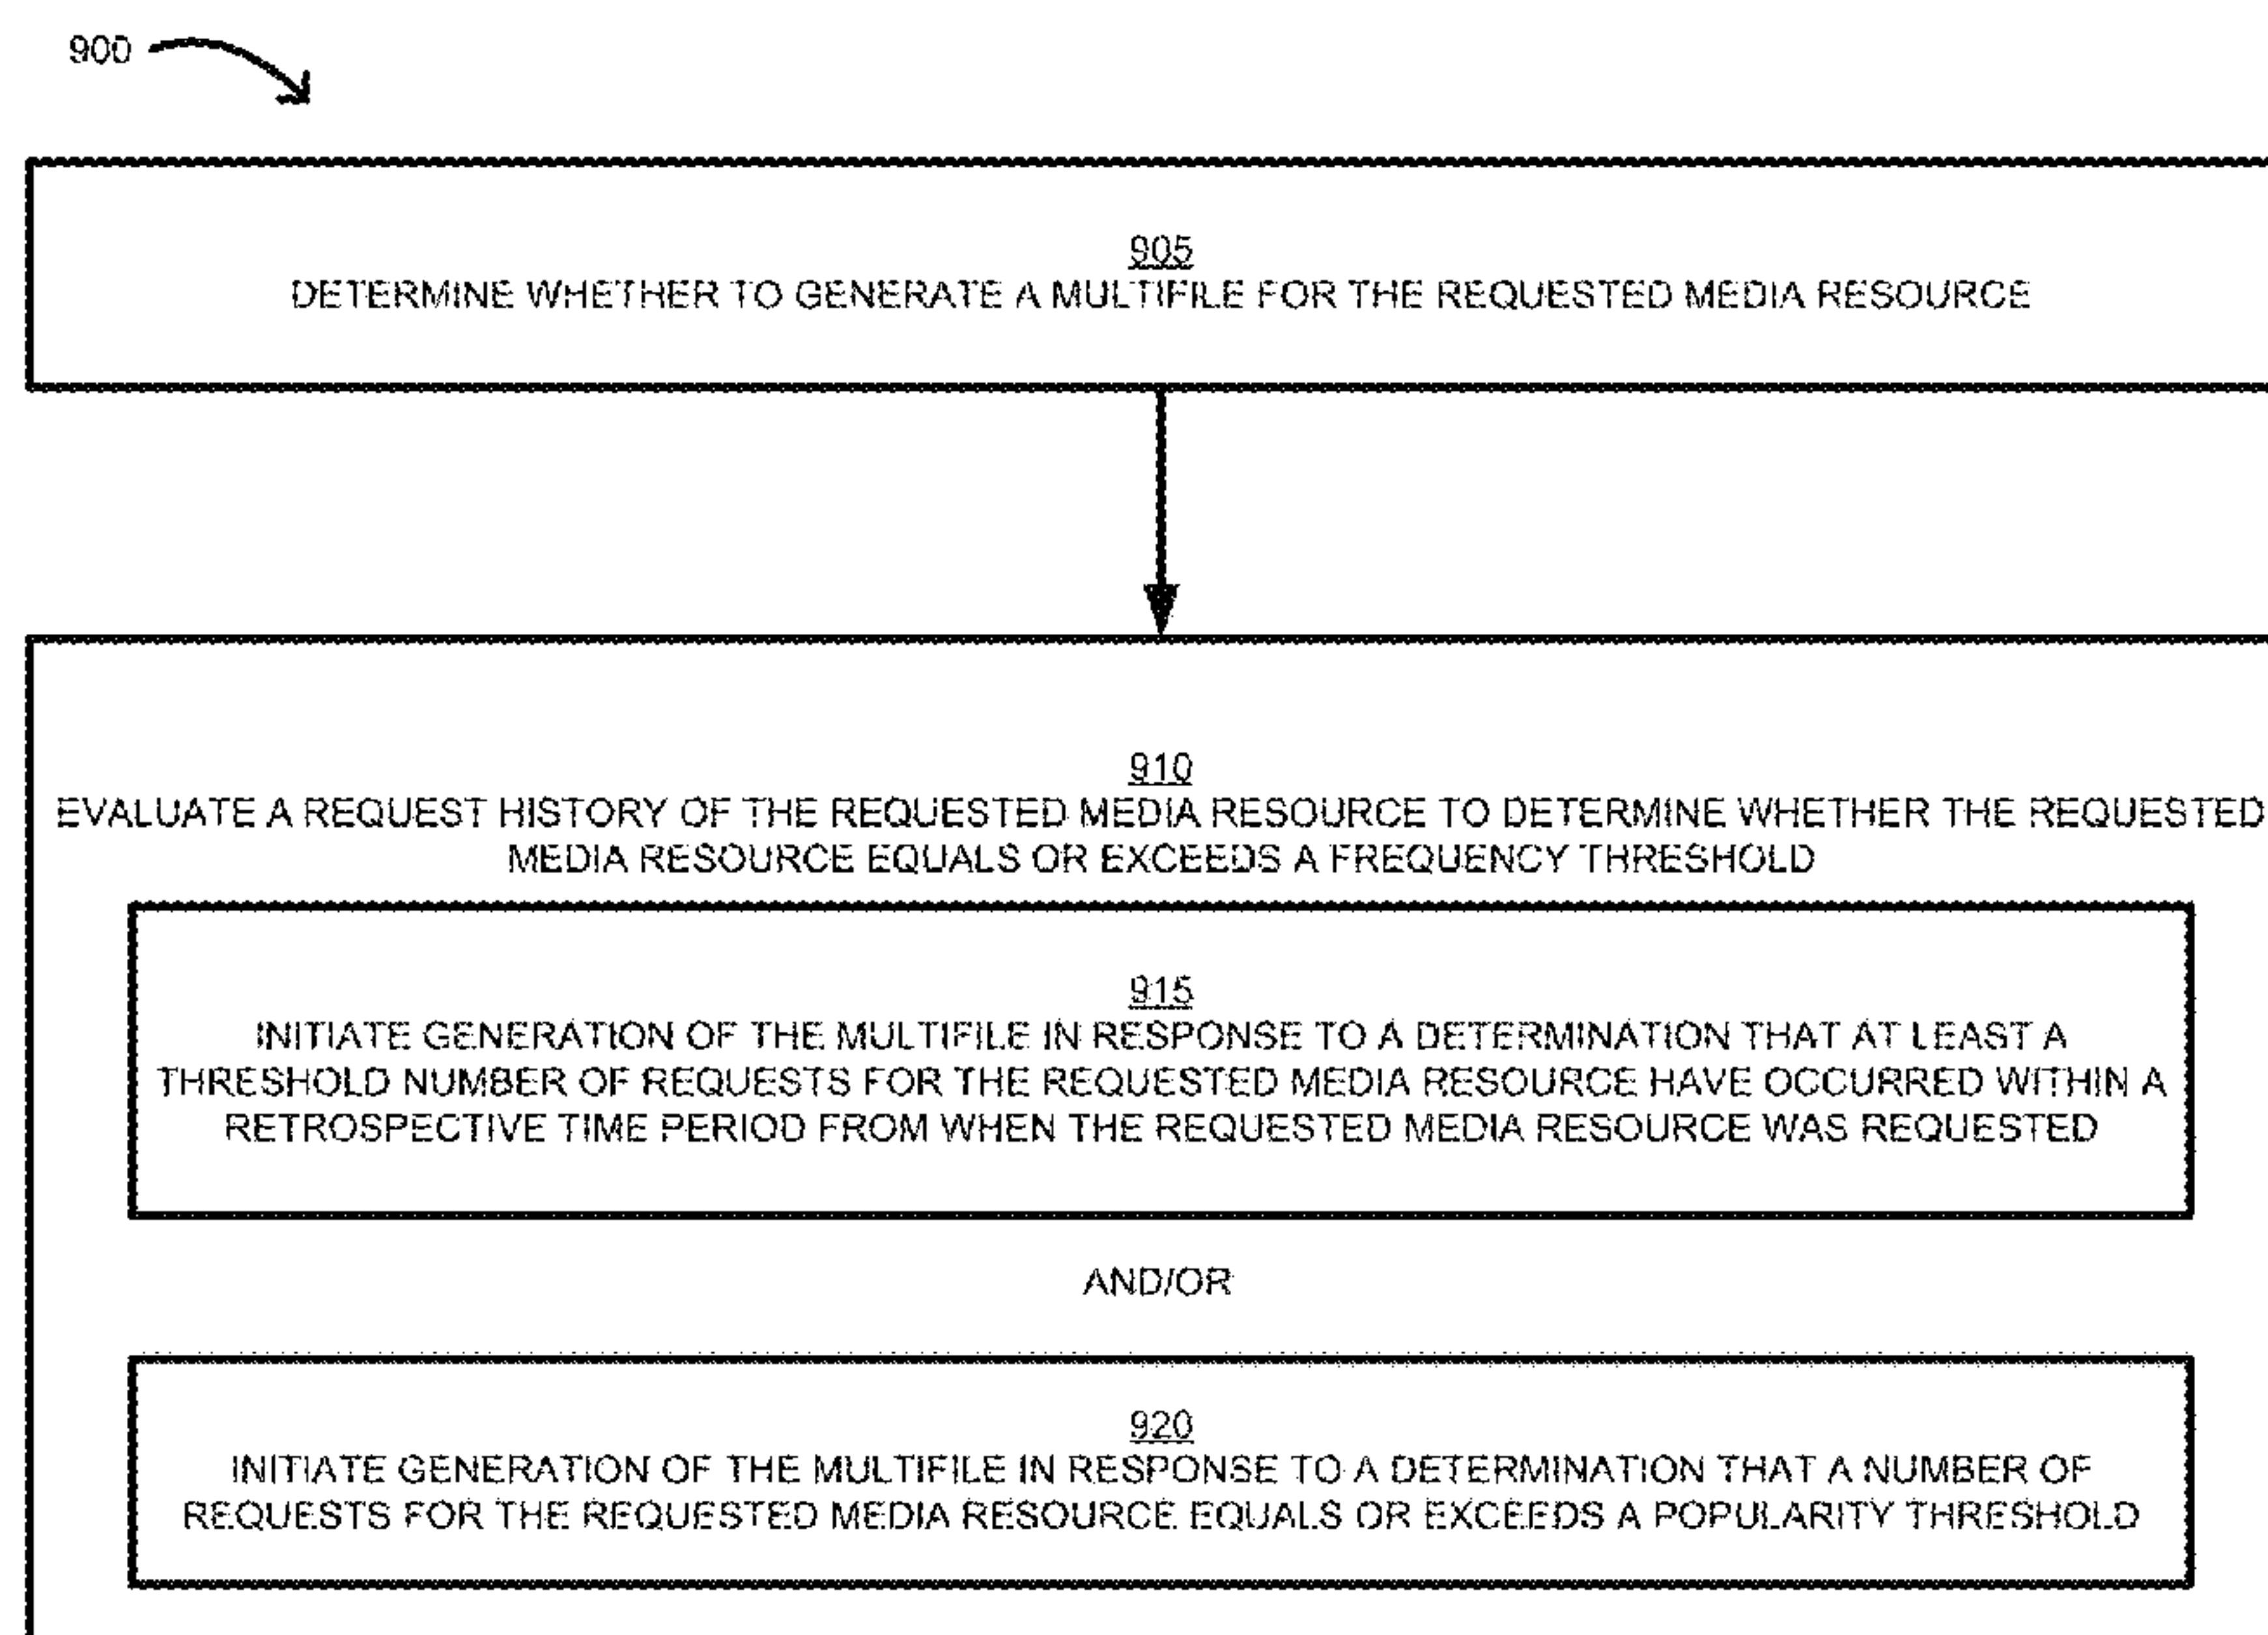 900
905
DETERMINE WHETHER TO GENERATE A MULTIFILE FOR THE REQUESTED MEDIA RESOURCE
910
EVALUATE A REQUEST HISTORY OF THE REQUESTED MEDIA RESOURCE TO DETERMINE WHETHER THE REQUESTED
MEDIA RESOURCE EQUALS OR EXCEEDS A FREQUENCY THRESHOLD
915
INITIATE GENERATION OF THE MULTIFILE IN RESPONSE TO A DETERMINATION THAT AT LEAST A
THRESHOLD NUMBER OF REQUESTS FOR THE REQUESTED MEDIA RESOURCE HAVE OCCURRED WITHIN A
RETROSPECTIVE TIME PERIOD FROM WHEN THE REQUESTED MEDIA RESOURCE WAS REQUESTED
AND/OR
920
INITIATE GENERATION OF THE MULTIFILE IN RESPONSE TO A DETERMINATION THAT A NUMBER OF
REQUESTS FOR THE REQUESTED MEDIA RESOURCE EQUALS OR EXCEEDS A POPULARITY THRESHOLD